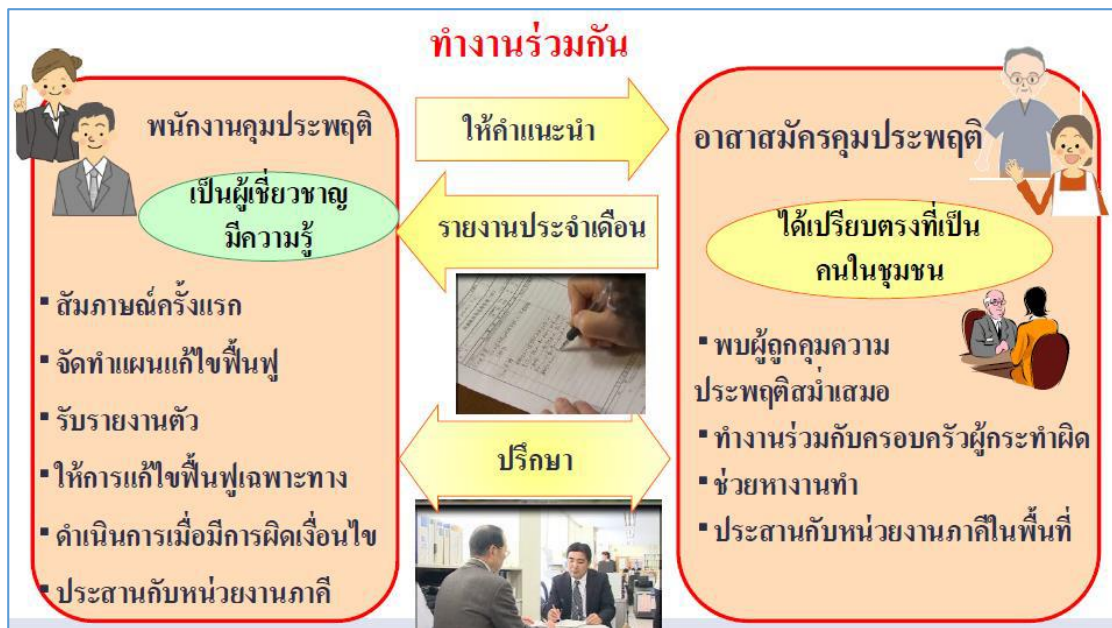 ทำงานร่วมกัน
พนักงานคุมประพฤติ
เป็นผู้เชี่ยวชาญ
มีความรู้
▪ สัมภาษณ์ครั้งแรก
▪ จัดทำแผนแก้ไขฟื้นฟู
▪ รับรายงานตัว
▪ ให้การแก้ไขฟื้นฟูเฉพาะทาง
▪ ดำเนินการเมื่อมีการผิดเงื่อนไข
▪ ประสานกับหน่วยงานภาคี
ให้คำแนะนำ
รายงานประจำเดือน
ปรึกษา
อาสาสมัครคุมประพฤติ
ได้เปรียบตรงที่เป็น
คนในชุมชน
▪ พบผู้ถูกคุมความ
ประพฤติสม่ำเสมอ
▪ ทำงานร่วมกับครอบครัวผู้กระทำผิด
▪ ช่วยหางานทำ
▪ ประสานกับหน่วยงานภาคีในพื้นที่